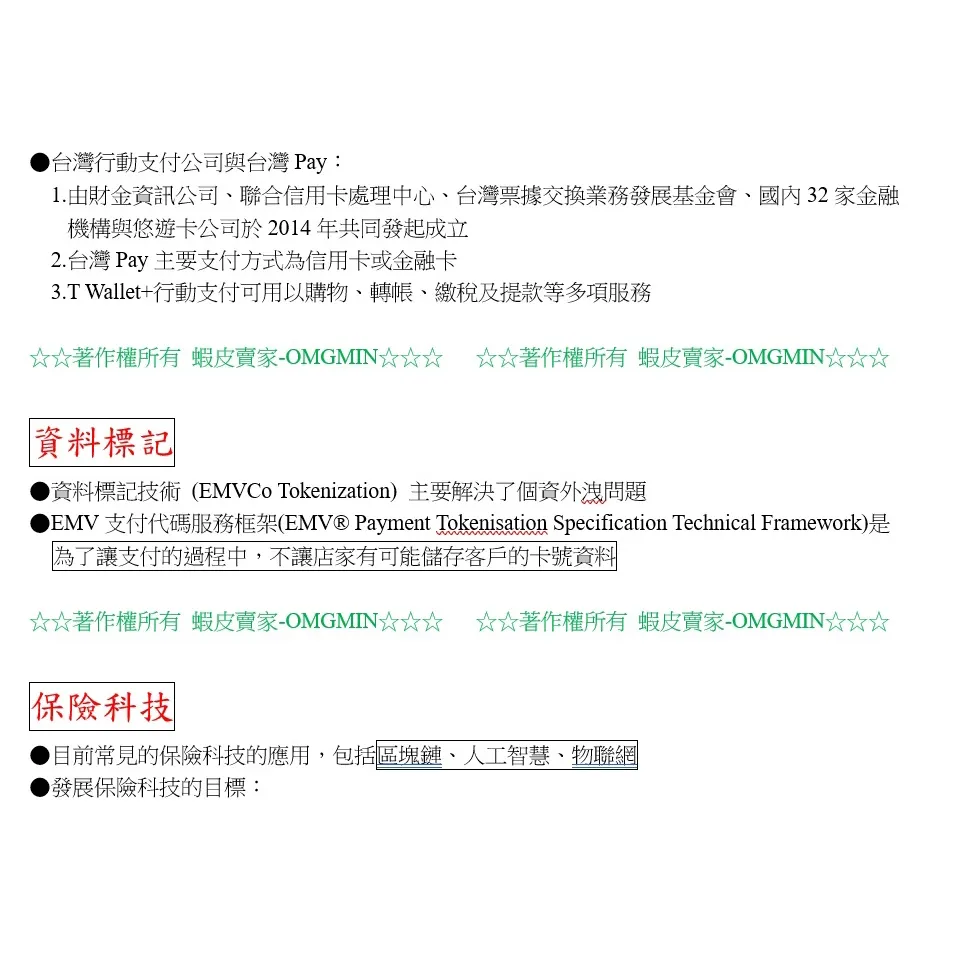 ●台灣行動支付公司與台灣 Pay：
1.由財金資訊公司、聯合信用卡處理中心、台灣票據交換業務發展基金會、國內 32 家金融
機構與悠遊卡公司於 2014 年共同發起成立
2.台灣 Pay 主要支付方式為信用卡或金融卡
3.T Wallet+行動支付可用以購物、轉帳、繳稅及提款等多項服務
☆☆著作權所有 蝦皮賣家-OMGMIN☆☆☆ ☆☆著作權所有 蝦皮賣家-OMGMIN☆☆☆
資料標記
●資料標記技術 (EMVCo Tokenization) 主要解決了個資外洩問題
●EMV 支付代碼服務框架(EMV® Payment Tokenisation Specification Technical Framework)是
為了讓支付的過程中，不讓店家有可能儲存客戶的卡號資料
☆☆著作權所有 蝦皮賣家-OMGMIN☆☆☆ ☆☆著作權所有 蝦皮賣家-OMGMIN☆☆☆
保險科技
●目前常見的保險科技的應用，包括區塊鏈、人工智慧、物聯網
●發展保險科技的目標：